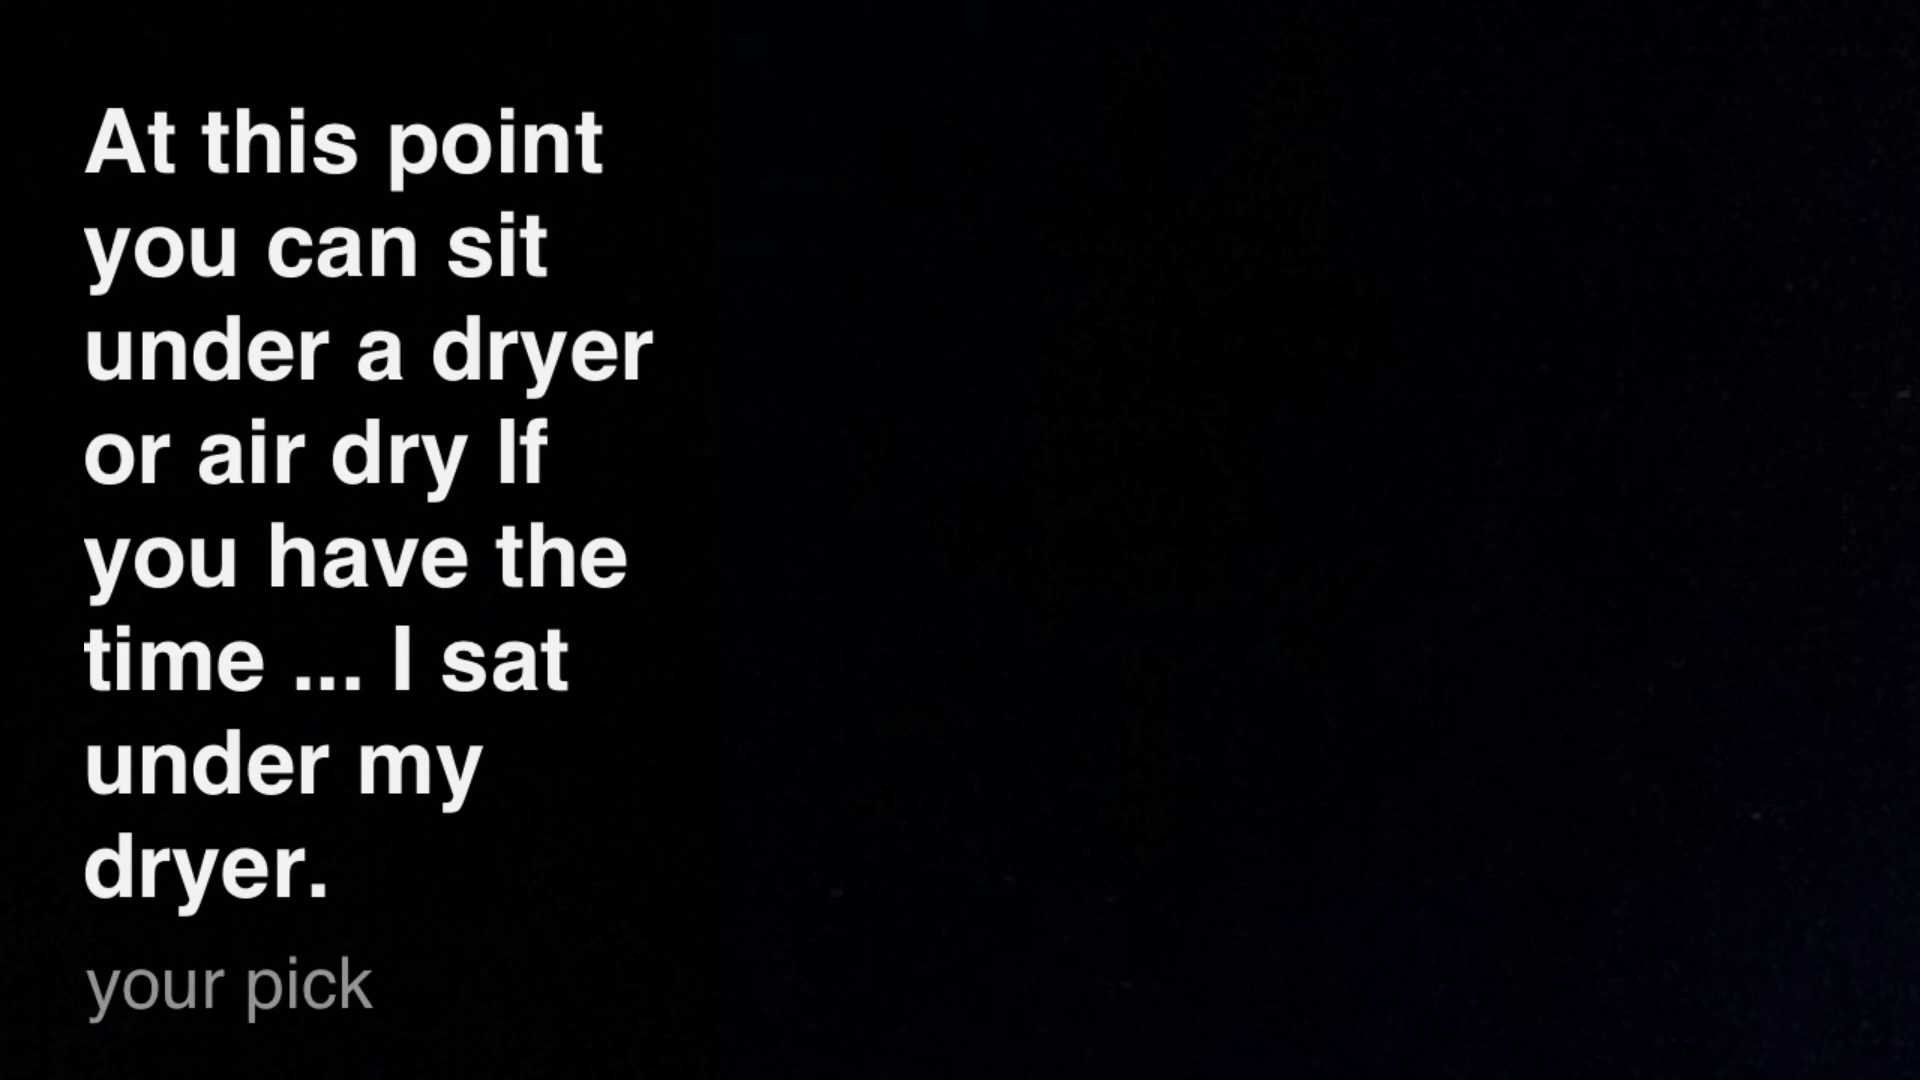 At this point
you can sit
under a dryer
or air dry If
you have the
time ... I sat
under my
dryer.
your pick